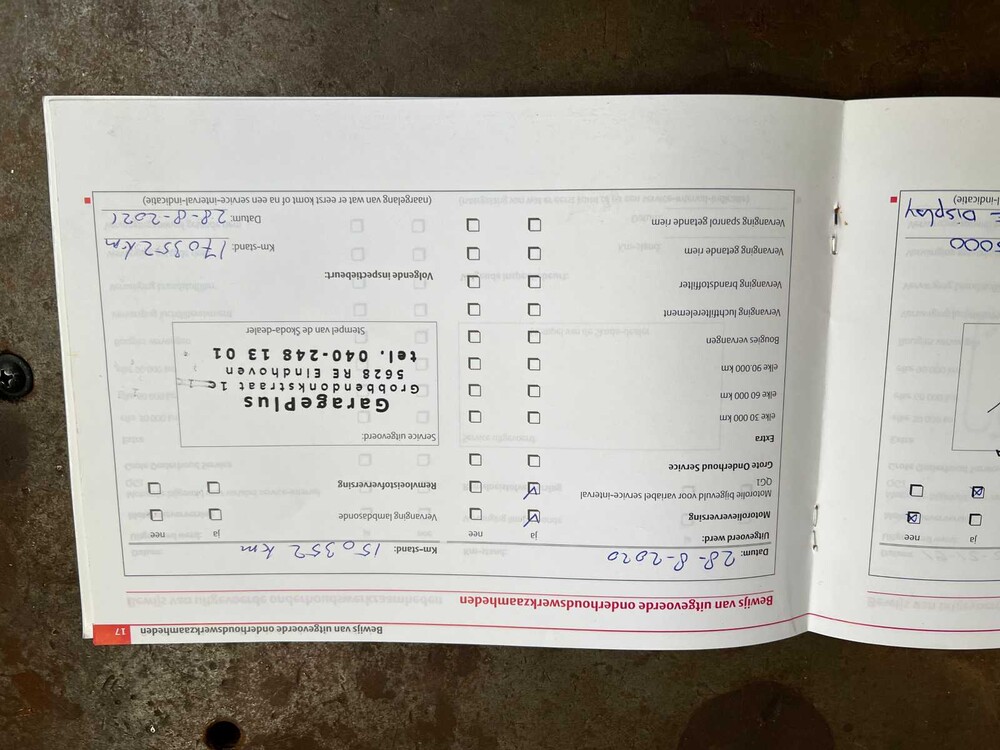 Bewijs van uitgevoerde onderhoudswerkzaamheden 17
Bewijs van uitgevoerde onderhoudswerkzaamheden
Datum: 28-8-2020
Km-stand: 150352 km
Uitgevoerd werd: ja nee
Motorolieverversing
Motorolie bijgevuld voor variabel service-interval
QG1
Grote Onderhoud Service
Extra
elke 30 000 km
elke 60 000 km
elke 90.000 km
Bougies vervangen
Vervanging luchtfilterelement
Vervanging brandstoffilter
Vervanging getande riem
Vervanging spanrol getande riem
ja nee
Vervanging lambdasonde
Remvloeistofversing
Service uitgevoerd:
GaragePlus
Grobbendonkstraat 1c
5628 RE Eindhoven
tel. 040-248 13 01
Stempel van de Skoda-dealer
Volgende inspectiebeurt:
Km-stand: 170352 km
Datum: 28-8-2021
(naargelang van wat er eerst komt of na een service-interval-indicatie)
ja nee
5000
E Display